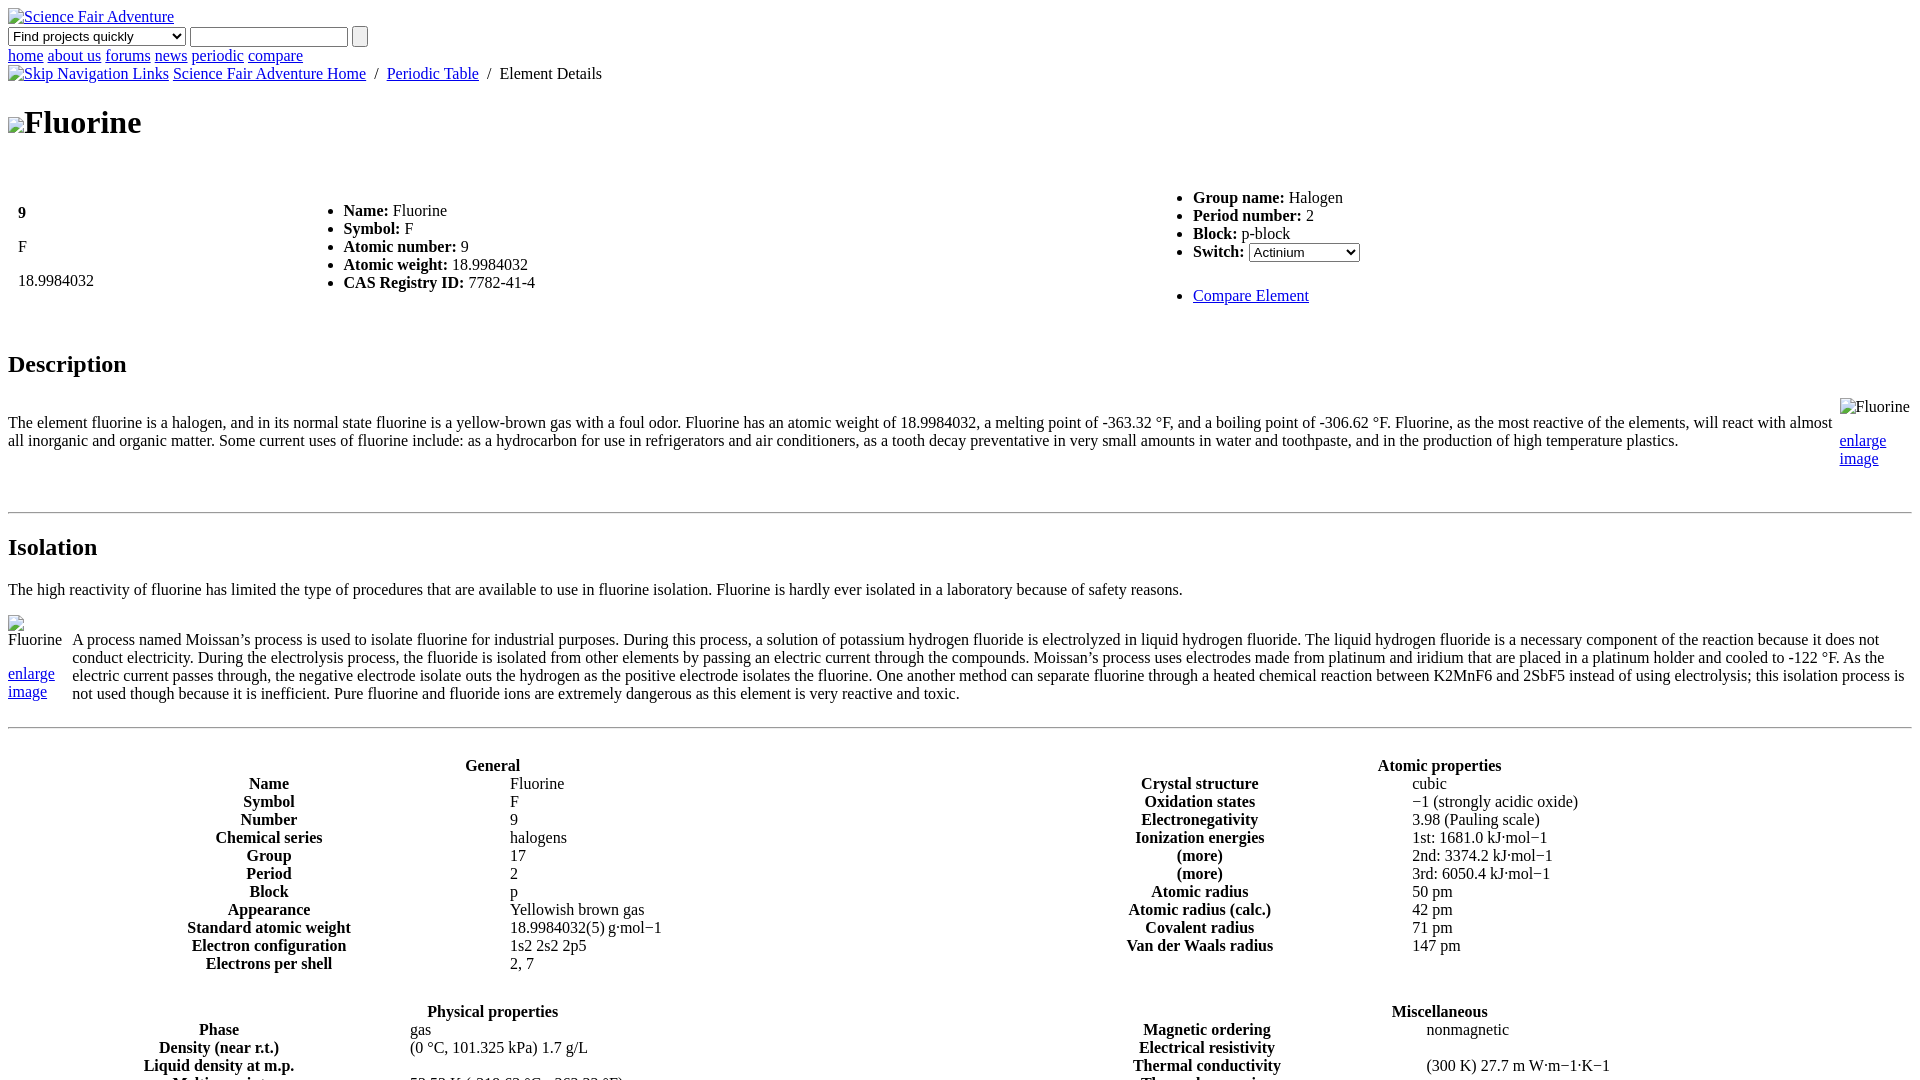 Science Fair Adventure
Find projects quickly
home about us forums news periodic compare
Skip Navigation Links Science Fair Adventure Home / Periodic Table / Element Details
Fluorine
9
F
18.9984032
Name: Fluorine
Symbol: F
Atomic number: 9
Atomic weight: 18.9984032
CAS Registry ID: 7782-41-4
Group name: Halogen
Period number: 2
Block: p-block
Switch: Actinium
Compare Element
Description
The element fluorine is a halogen, and in its normal state fluorine is a yellow-brown gas with a foul odor. Fluorine has an atomic weight of 18.9984032, a melting point of -363.32 °F, and a boiling point of -306.62 °F. Fluorine, as the most reactive of the elements, will react with almost
all inorganic and organic matter. Some current uses of fluorine include: as a hydrocarbon for use in refrigerators and air conditioners, as a tooth decay preventative in very small amounts in water and toothpaste, and in the production of high temperature plastics.
Fluorine
enlarge
image
Isolation
The high reactivity of fluorine has limited the type of procedures that are available to use in fluorine isolation. Fluorine is hardly ever isolated in a laboratory because of safety reasons.
Fluorine
enlarge
image
A process named Moissan’s process is used to isolate fluorine for industrial purposes. During this process, a solution of potassium hydrogen fluoride is electrolyzed in liquid hydrogen fluoride. The liquid hydrogen fluoride is a necessary component of the reaction because it does not
conduct electricity. During the electrolysis process, the fluoride is isolated from other elements by passing an electric current through the compounds. Moissan’s process uses electrodes made from platinum and iridium that are placed in a platinum holder and cooled to -122 °F. As the
electric current passes through, the negative electrode isolate outs the hydrogen as the positive electrode isolates the fluorine. One another method can separate fluorine through a heated chemical reaction between K2MnF6 and 2SbF5 instead of using electrolysis; this isolation process is
not used though because it is inefficient. Pure fluorine and fluoride ions are extremely dangerous as this element is very reactive and toxic.
General
Name Fluorine
Symbol F
Number 9
Chemical series halogens
Group 17
Period 2
Block p
Appearance Yellowish brown gas
Standard atomic weight 18.9984032(5) g·mol−1
Electron configuration 1s2 2s2 2p5
Electrons per shell 2, 7
Atomic properties
Crystal structure cubic
Oxidation states −1 (strongly acidic oxide)
Electronegativity 3.98 (Pauling scale)
Ionization energies 1st: 1681.0 kJ·mol−1
(more) 2nd: 3374.2 kJ·mol−1
(more) 3rd: 6050.4 kJ·mol−1
Atomic radius 50 pm
Atomic radius (calc.) 42 pm
Covalent radius 71 pm
Van der Waals radius 147 pm
Physical properties
Phase gas
Density (near r.t.) (0 °C, 101.325 kPa) 1.7 g/L
Liquid density at m.p.
Miscellaneous
Magnetic ordering nonmagnetic
Electrical resistivity
Thermal conductivity (300 K) 27.7 m W·m−1·K−1